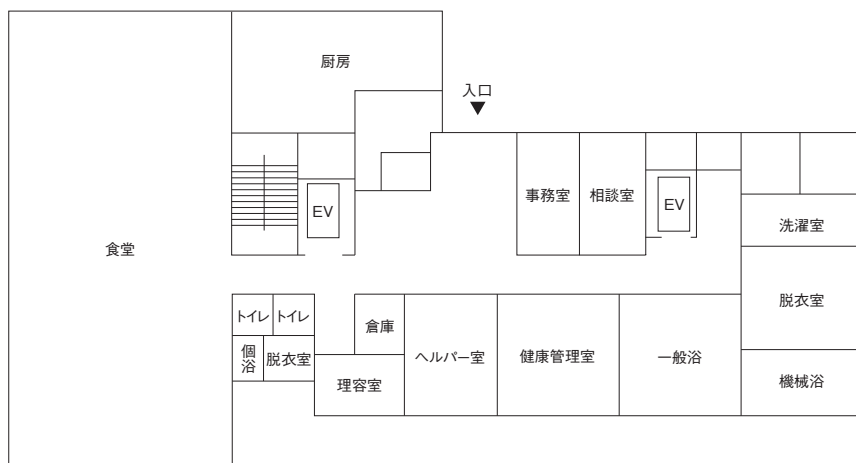 厨房
入口
事務室
相談室
EV
EV
洗濯室
食堂
脱衣室
トイレ
トイレ
倉庫
個浴
脱衣室
ヘルパー室
健康管理室
一般浴
理容室
機械浴